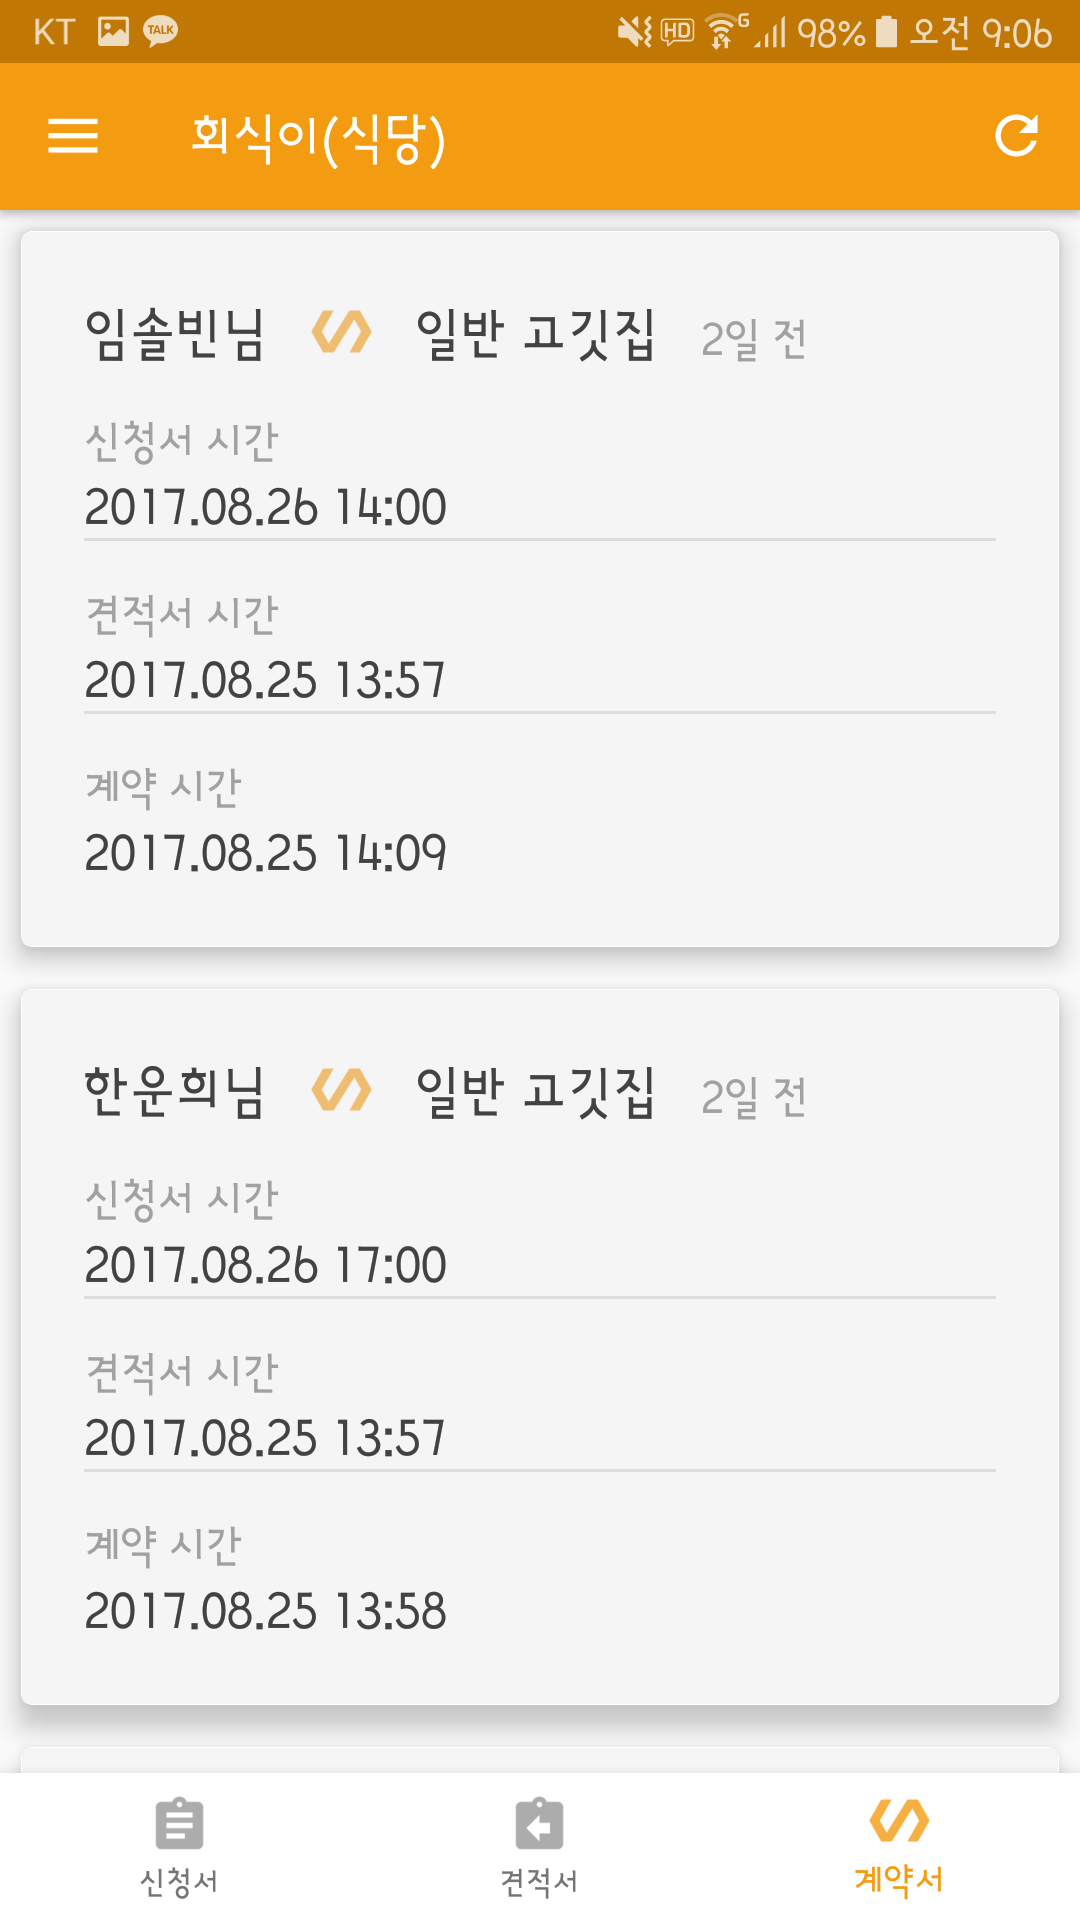 KT TALK HD G 98% 오전 9:06
회식이(식당)
임솔빈님 일반 고깃집 2일 전
신청서 시간
2017.08.26 14:00
견적서 시간
2017.08.25 13:57
계약 시간
2017.08.25 14:09
한운희님 일반 고깃집 2일 전
신청서 시간
2017.08.26 17:00
견적서 시간
2017.08.25 13:57
계약 시간
2017.08.25 13:58
신청서 견적서 계약서